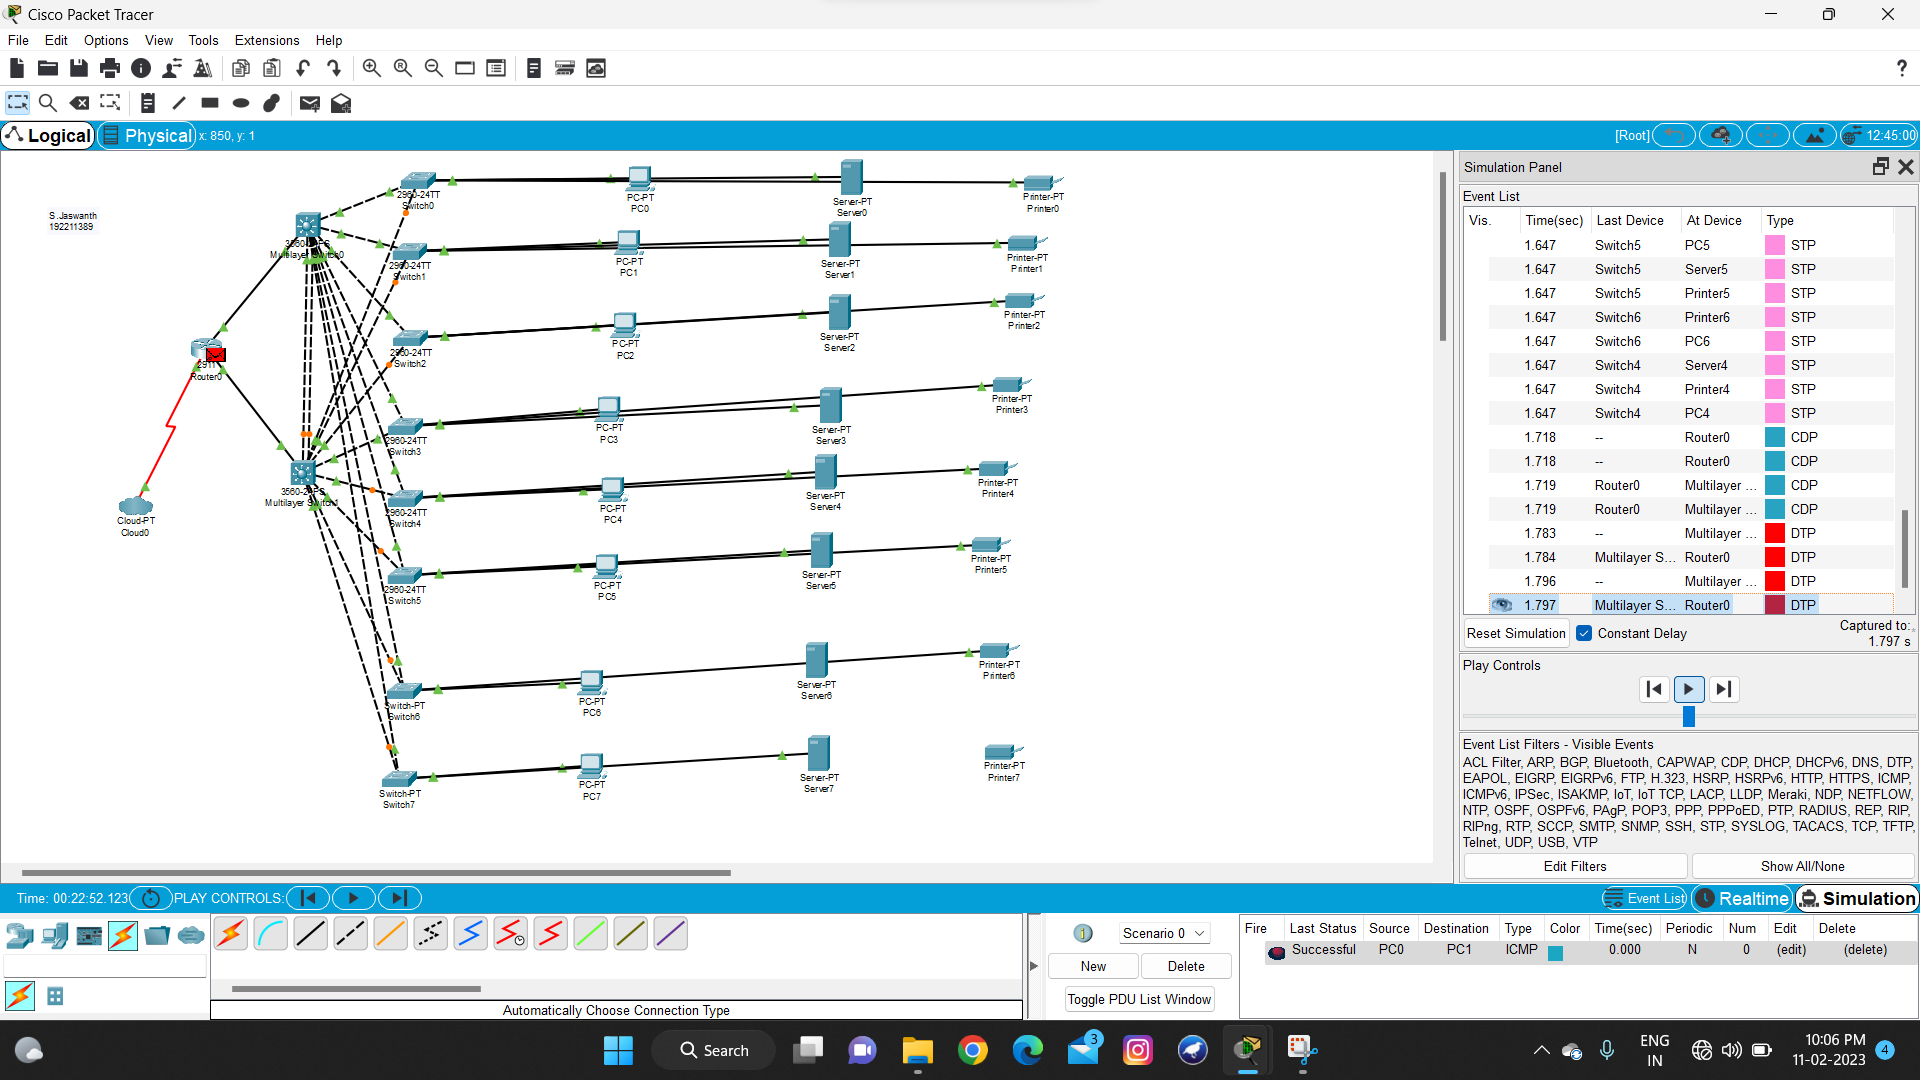 Cisco Packet Tracer
File Edit Options View Tools Extensions Help
Logical Physical x: 850, y: 1 [Root] 12:45:00
S.Jaswanth
192211389
2960-24TT
Switch0
PC-PT
PC0
Server-PT
Server0
Printer-PT
Printer0
Multilayer Switch0
2960-24TT
Switch1
PC-PT
PC1
Server-PT
Server1
Printer-PT
Printer1
2960-24TT
Switch2
PC-PT
PC2
Server-PT
Server2
Printer-PT
Printer2
2911
Router0
2960-24TT
Switch3
PC-PT
PC3
Server-PT
Server3
Printer-PT
Printer3
3560-24PS
Multilayer Switch1
2960-24TT
Switch4
PC-PT
PC4
Server-PT
Server4
Printer-PT
Printer4
Cloud-PT
Cloud0
2960-24TT
Switch5
PC-PT
PC5
Server-PT
Server5
Printer-PT
Printer5
Switch-PT
Switch6
PC-PT
PC6
Server-PT
Server6
Printer-PT
Printer6
Switch-PT
Switch7
PC-PT
PC7
Server-PT
Server7
Printer-PT
Printer7
Simulation Panel
Event List
Vis. Time(sec) Last Device At Device Type
1.647 Switch5 PC5 STP
1.647 Switch5 Server5 STP
1.647 Switch5 Printer5 STP
1.647 Switch6 Printer6 STP
1.647 Switch6 PC6 STP
1.647 Switch4 Server4 STP
1.647 Switch4 Printer4 STP
1.647 Switch4 PC4 STP
1.718 -- Router0 CDP
1.718 -- Router0 CDP
1.719 Router0 Multilayer ... CDP
1.719 Router0 Multilayer ... CDP
1.783 -- Multilayer ... DTP
1.784 Multilayer S... Router0 DTP
1.796 -- Multilayer ... DTP
1.797 Multilayer S... Router0 DTP
Reset Simulation Constant Delay Captured to:
1.797 s
Play Controls
Event List Filters - Visible Events
ACL Filter, ARP, BGP, Bluetooth, CAPWAP, CDP, DHCP, DHCPv6, DNS, DTP,
EAPOL, EIGRP, EIGRPv6, FTP, H.323, HSRP, HSRPv6, HTTP, HTTPS, ICMP,
ICMPv6, IPSec, ISAKMP, IoT, IoT TCP, LACP, LLDP, Meraki, NDP, NETFLOW,
NTP, OSPF, OSPFv6, PAgP, POP3, PPP, PPPoED, PTP, RADIUS, REP, RIP,
RIPng, RTP, SCCP, SMTP, SNMP, SSH, STP, SYSLOG, TACACS, TCP, TFTP,
Telnet, UDP, USB, VTP
Edit Filters Show All/None
Time: 00:22:52.123 PLAY CONTROLS: Event List Realtime Simulation
Automatically Choose Connection Type
Scenario 0
New Delete
Toggle PDU List Window
Fire Last Status Source Destination Type Color Time(sec) Periodic Num Edit Delete
Successful PC0 PC1 ICMP 0.000 N 0 (edit) (delete)
Search
3
ENG
IN
10:06 PM
11-02-2023
4